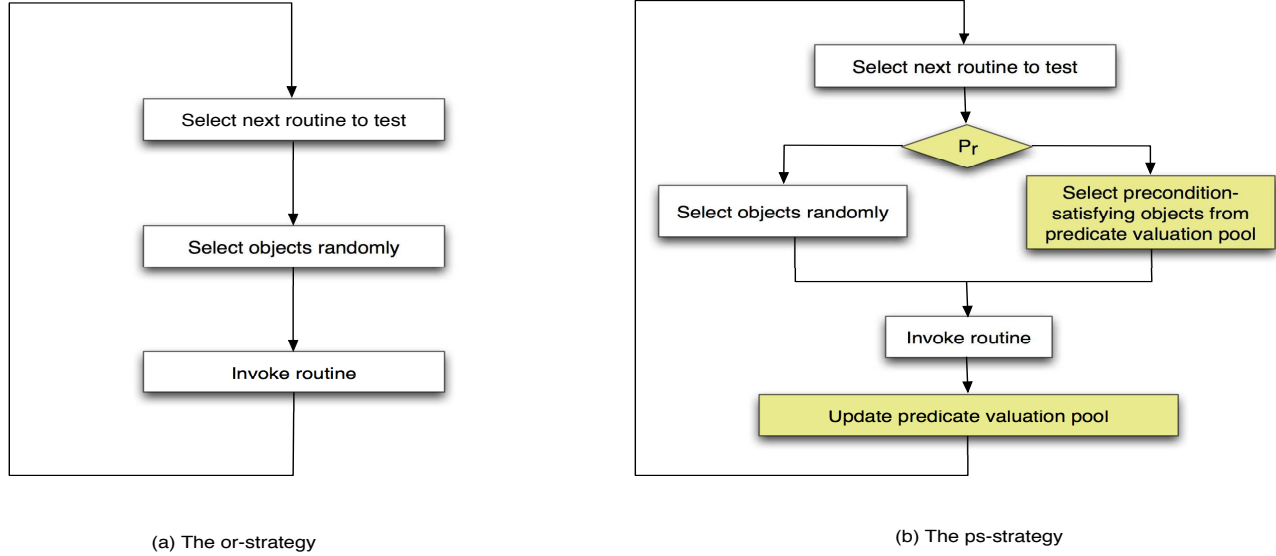 Select next routine to test
Select objects randomly
Invoke routine
(a) The or-strategy
Select next routine to test
Pr
Select objects randomly
Select precondition-
satisfying objects from
predicate valuation pool
Invoke routine
Update predicate valuation pool
(b) The ps-strategy